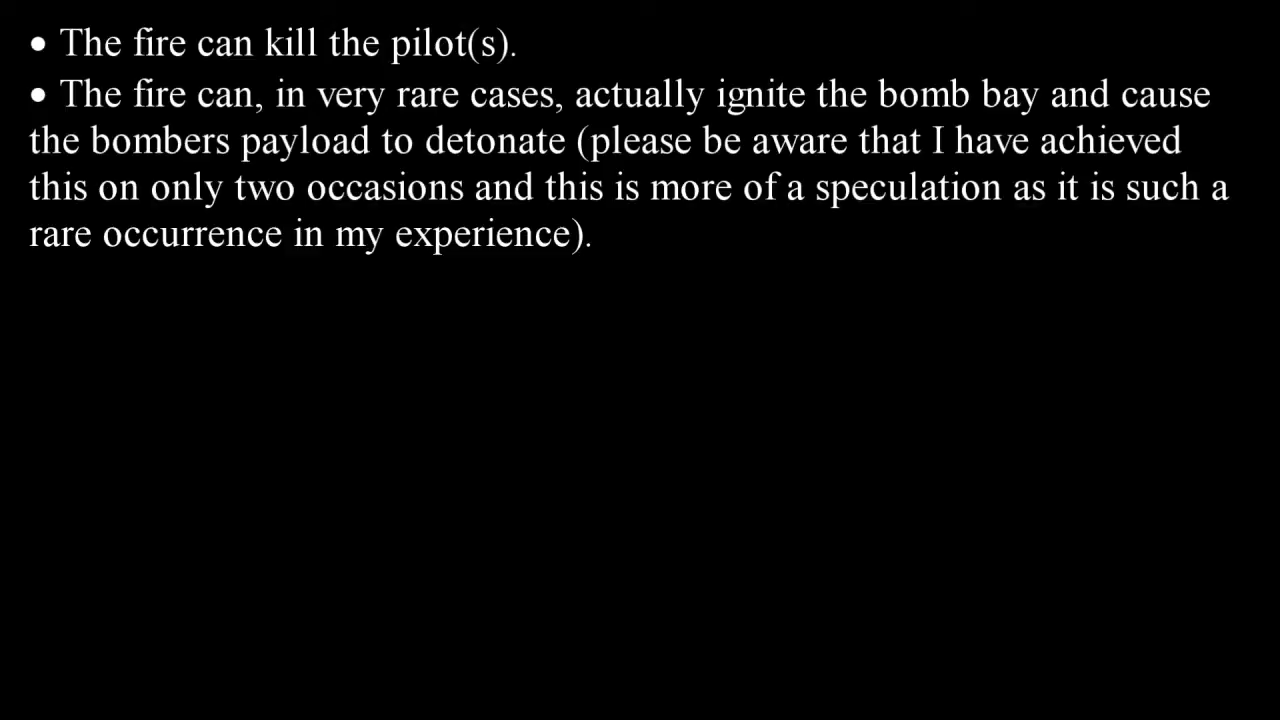 • The fire can kill the pilot(s).
• The fire can, in very rare cases, actually ignite the bomb bay and cause
the bombers payload to detonate (please be aware that I have achieved
this on only two occasions and this is more of a speculation as it is such a
rare occurrence in my experience).